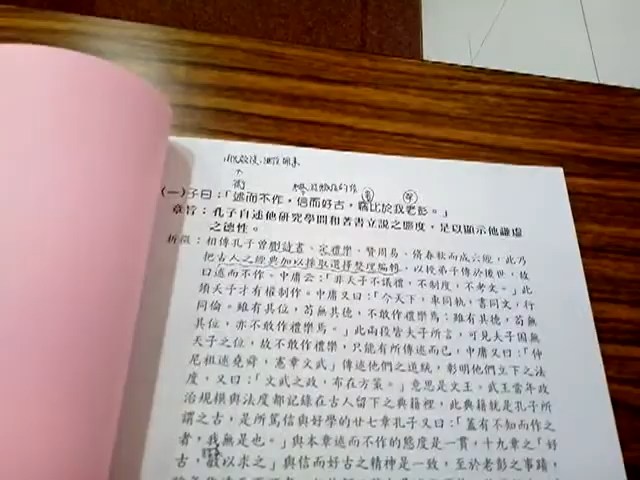 (一)子曰:「述而不作,信而好古,竊比於我老彭。」
章旨:孔子自述他研究學問和著書立說之態度,足以顯示他謙虛
之德性。
析微:相傳孔子曾刪詩書、定禮樂、贊周易、修春秋而成六經,此乃
把古人之經典加以採取選擇整理編輯,以授弟子傳於後世,故
曰述而不作。中庸云:「非天子不議禮,不制度,不考文。」此
項天子才有權制作。中庸又曰:「今天下,車同軌,書同文,行
同倫。雖有其位,苟無其德,不敢作禮樂焉;雖有其德,苟無
其位,亦不敢作禮樂焉。」此兩段皆夫子所言,可見夫子因無
天子之位,故不敢作禮樂,只能有所傳述而已,中庸又曰:「仲
尼祖述堯舜,憲章文武」傳述他們之道統,彰明他們立下之法
度,又曰:「文武之政,布在方策。」意思是文王、武王當年政
治規模與法度都記錄在古人留下之典籍裡,此典籍就是孔子所
謂之古,是所篤信與好學的廿七章孔子又曰:「蓋有不知而作之
者,我無是也。」與本章述而不作的態度是一貫,十九章之「好
古,敏以求之」與信而好古之精神是一致,至於老彭之事蹟,